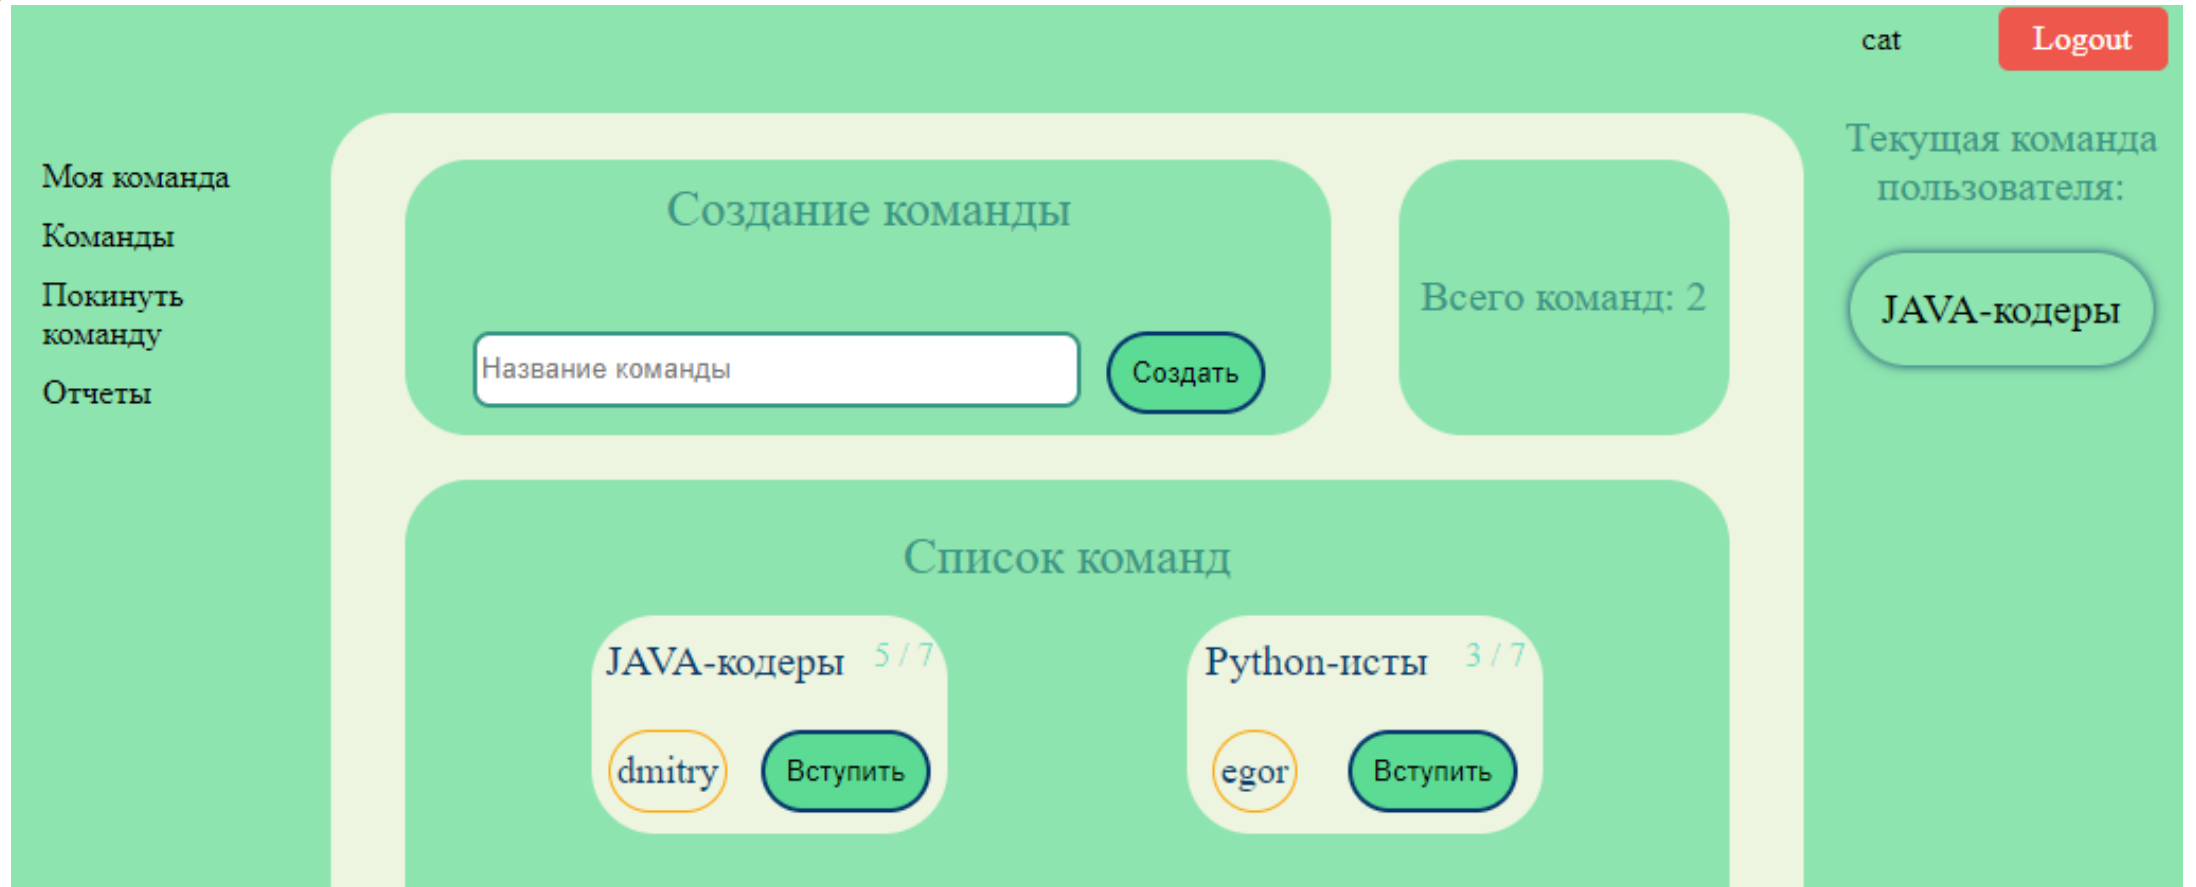 cat
Logout
Моя команда
Команды
Покинуть
команду
Отчеты
Создание команды
Название команды
Создать
Всего команд: 2
Текущая команда
пользователя:
JAVA-кодеры
Список команд
JAVA-кодеры 5 / 7
dmitry
Вступить
Python-исты 3 / 7
egor
Вступить